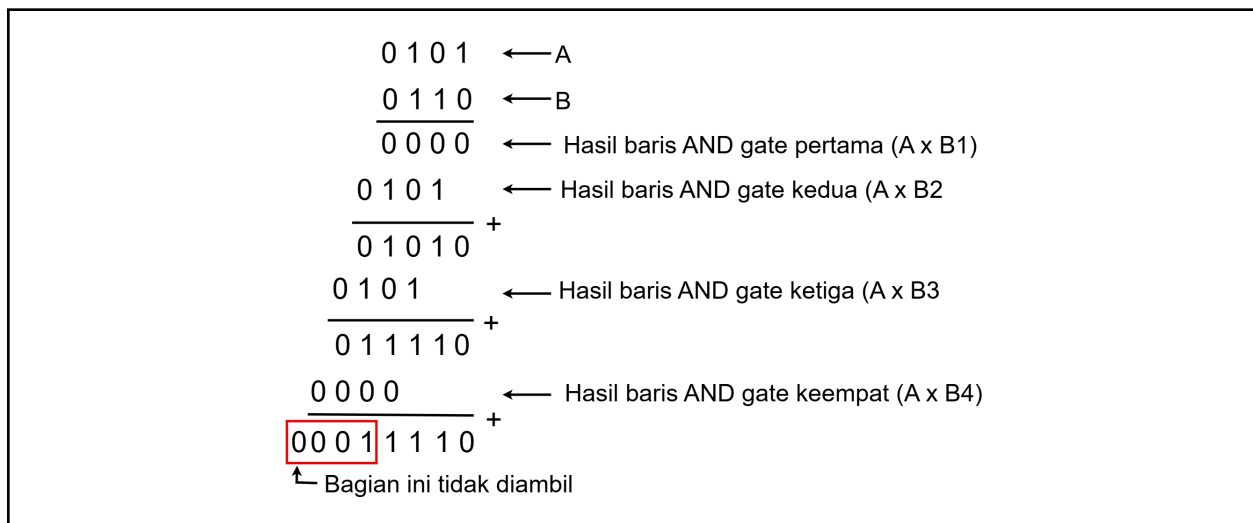 0 1 0 1 A
0 1 1 0 B
0 0 0 0 Hasil baris AND gate pertama (A x B1)
0 1 0 1 Hasil baris AND gate kedua (A x B2
+
0 1 0 1 0
0 1 0 1 Hasil baris AND gate ketiga (A x B3
+
0 1 1 1 1 0
0 0 0 0 Hasil baris AND gate keempat (A x B4)
+
0 0 0 1 1 1 1 0
Bagian ini tidak diambil